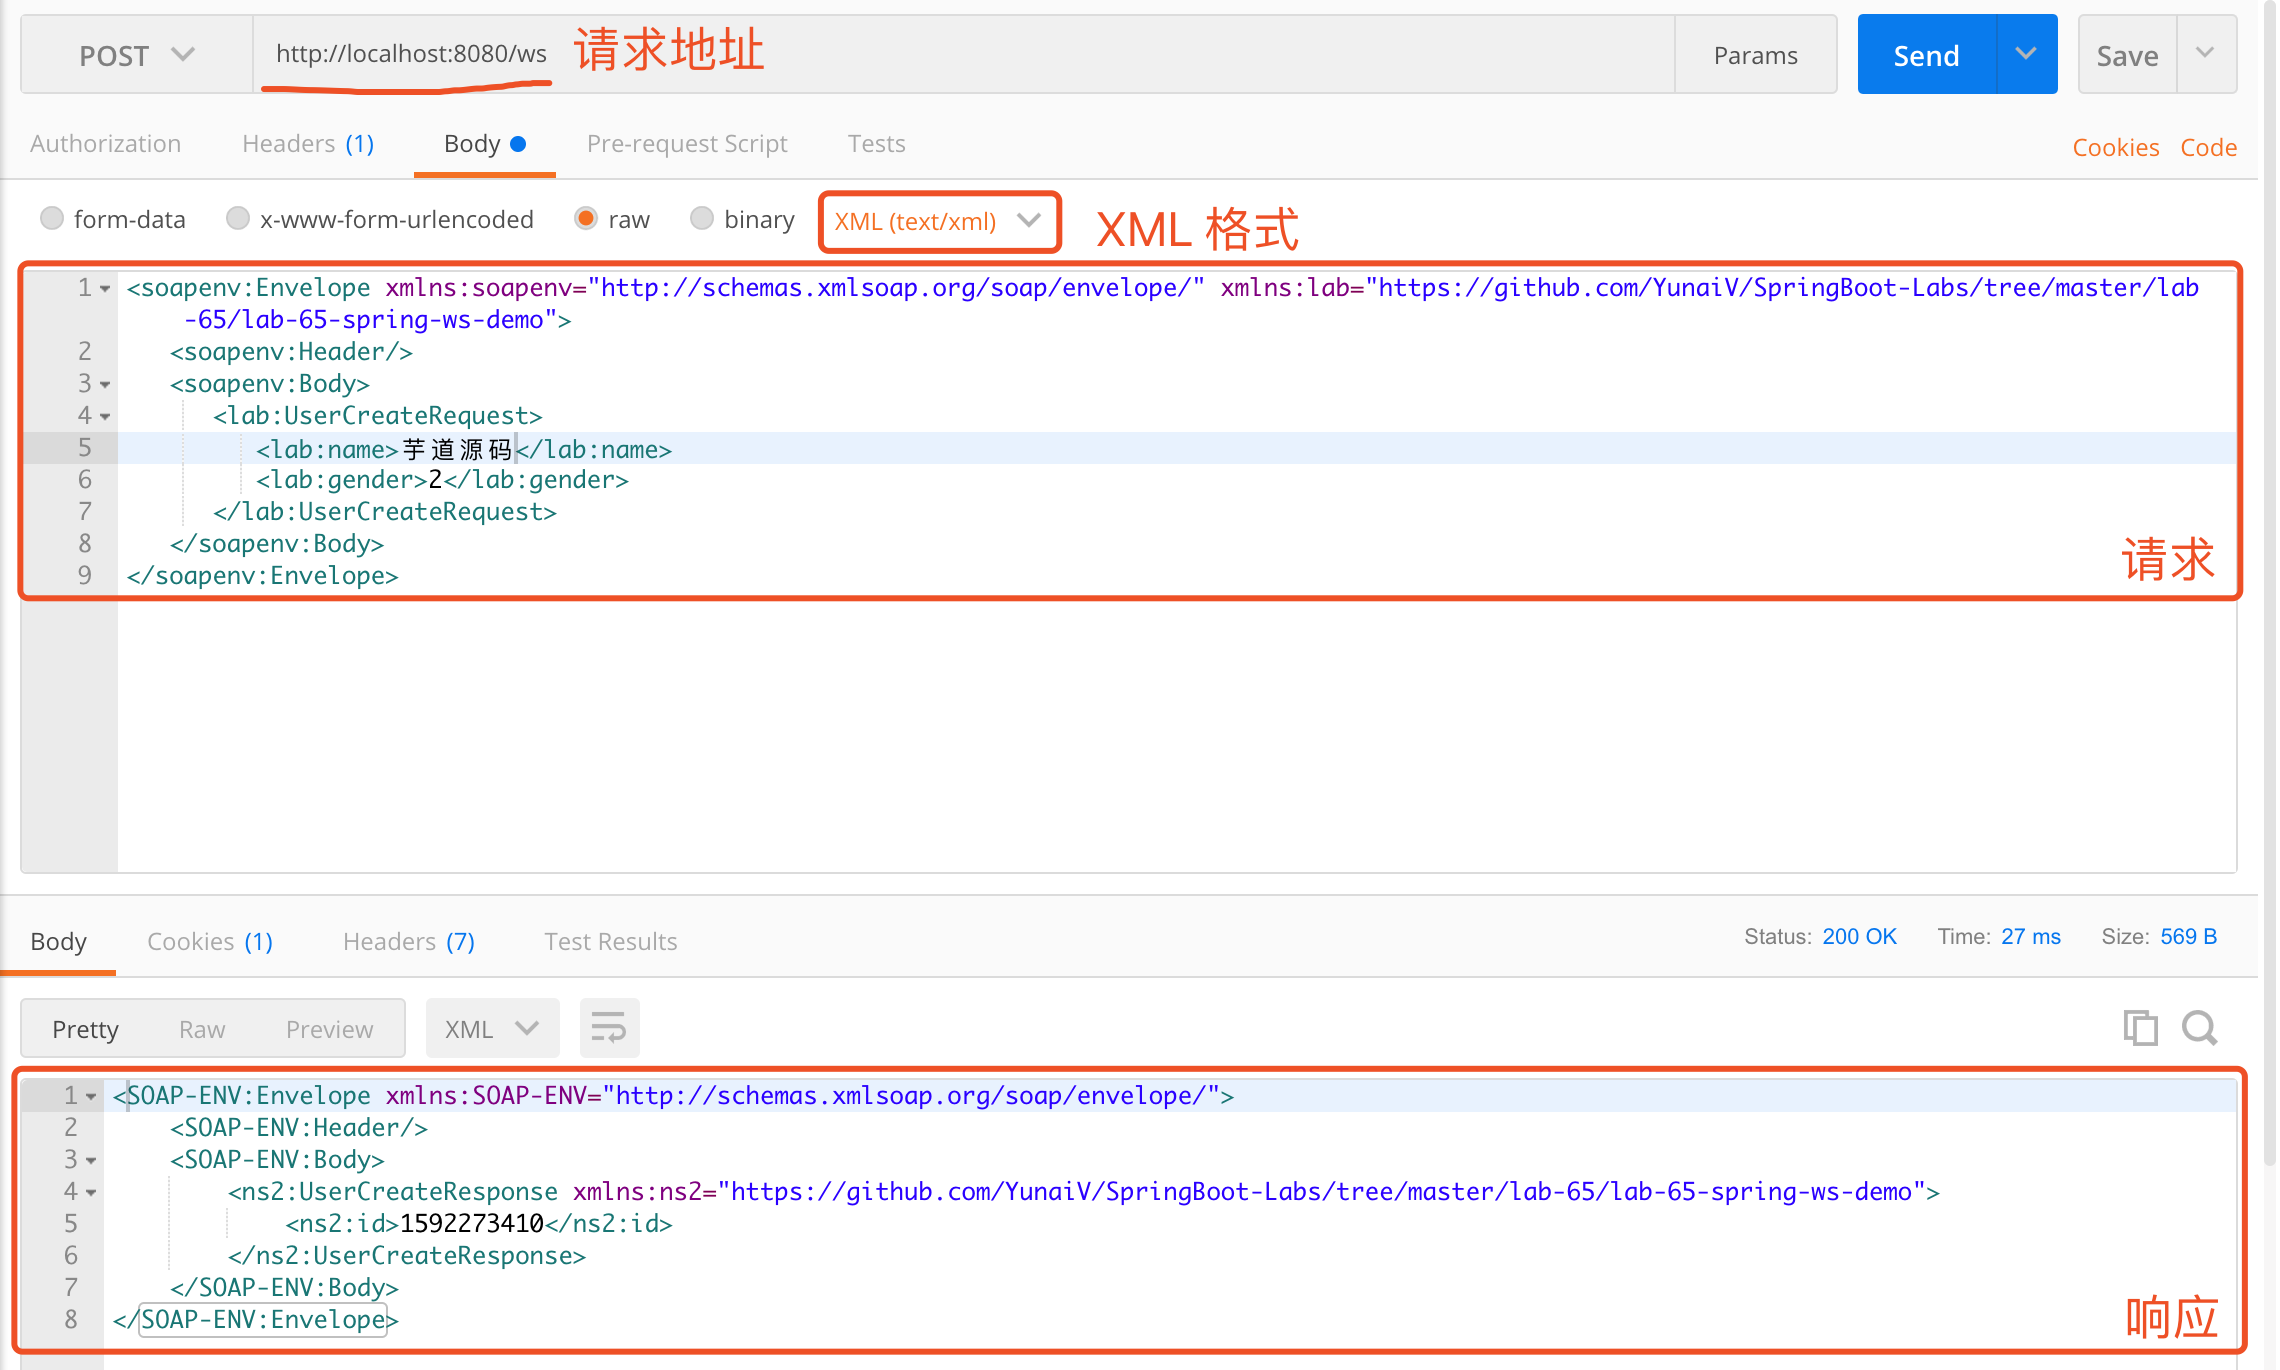 POST http://localhost:8080/ws 请求地址 Params Send Save
Authorization Headers (1) Body Pre-request Script Tests Cookies Code
form-data x-www-form-urlencoded raw binary XML (text/xml) XML 格式
1 <soapenv:Envelope xmlns:soapenv="http://schemas.xmlsoap.org/soap/envelope/" xmlns:lab="https://github.com/YunaiV/SpringBoot-Labs/tree/master/lab
-65/lab-65-spring-ws-demo">
2 <soapenv:Header/>
3 <soapenv:Body>
4 <lab:UserCreateRequest>
5 <lab:name>芋道源码</lab:name>
6 <lab:gender>2</lab:gender>
7 </lab:UserCreateRequest>
8 </soapenv:Body>
9 </soapenv:Envelope>
请求
Body Cookies (1) Headers (7) Test Results Status: 200 OK Time: 27 ms Size: 569 B
Pretty Raw Preview XML
1 <SOAP-ENV:Envelope xmlns:SOAP-ENV="http://schemas.xmlsoap.org/soap/envelope/">
2 <SOAP-ENV:Header/>
3 <SOAP-ENV:Body>
4 <ns2:UserCreateResponse xmlns:ns2="https://github.com/YunaiV/SpringBoot-Labs/tree/master/lab-65/lab-65-spring-ws-demo">
5 <ns2:id>1592273410</ns2:id>
6 </ns2:UserCreateResponse>
7 </SOAP-ENV:Body>
8 </SOAP-ENV:Envelope>
响应